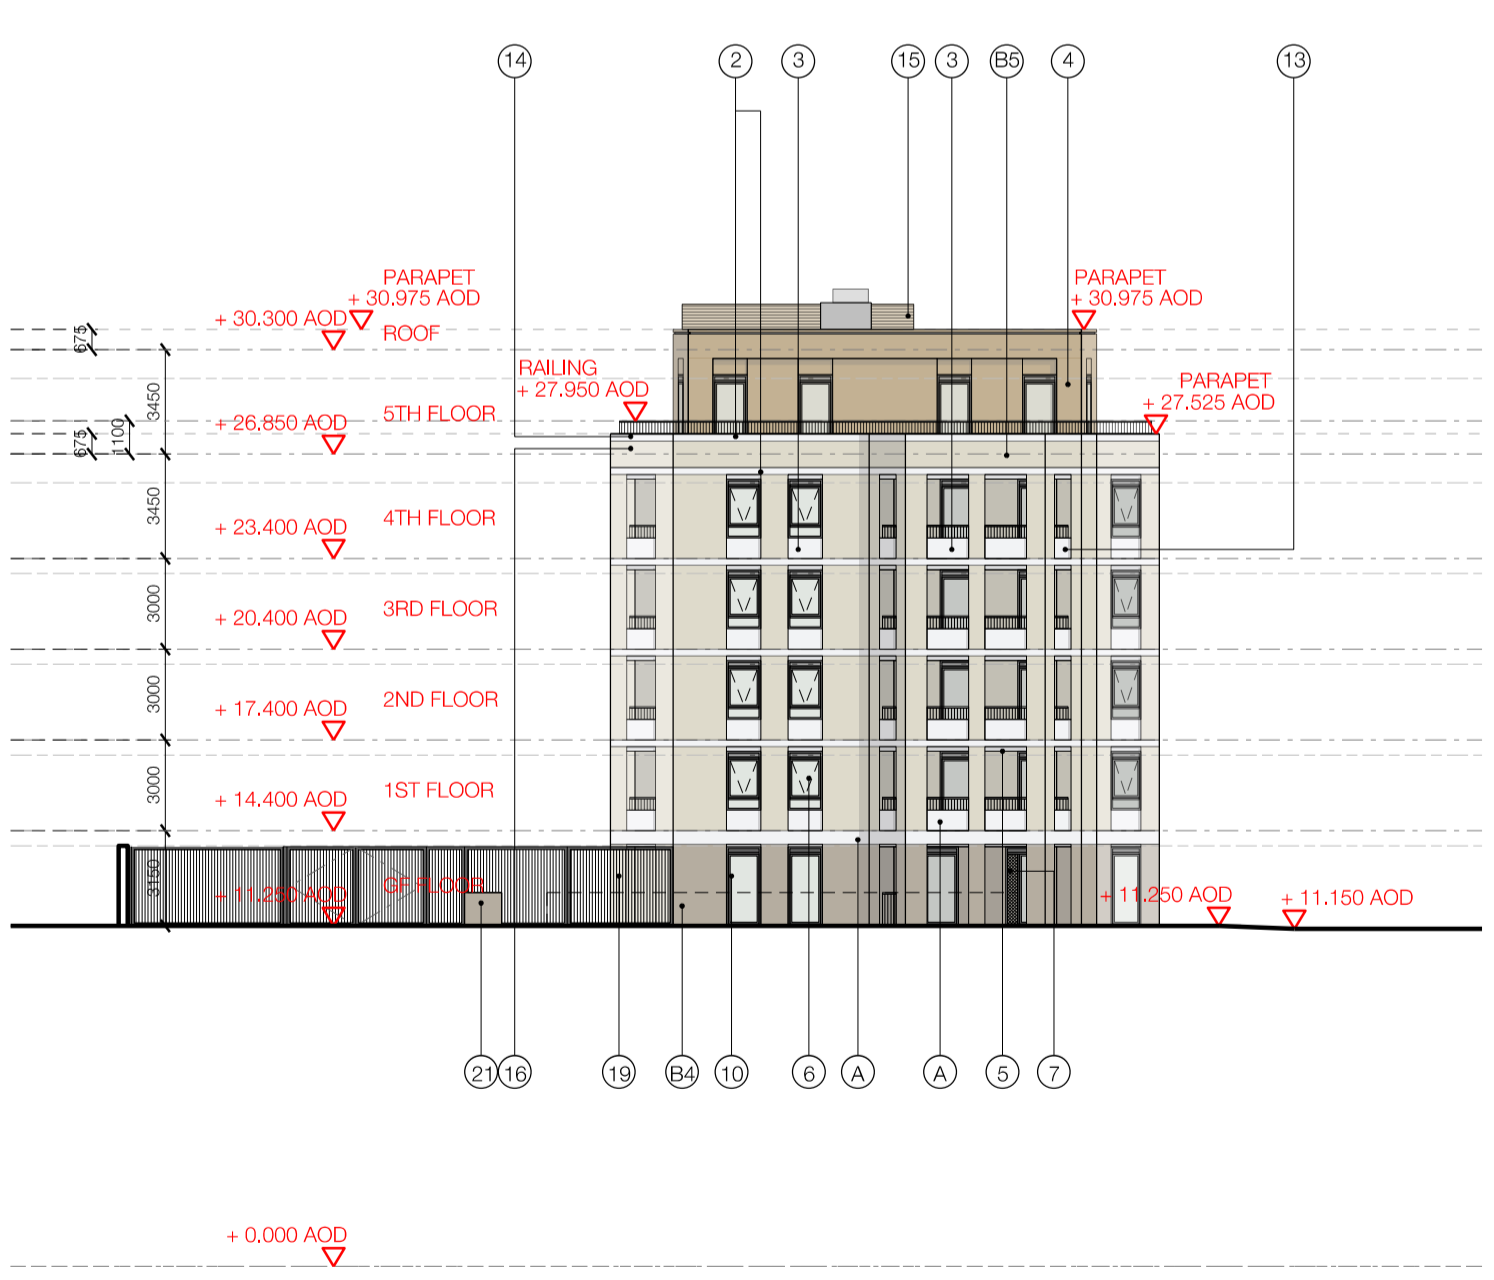 14
2
3
15
3
B5
4
13
PARAPET
+ 30.975 AOD
PARAPET
+ 30.975 AOD
+ 30.300 AOD
ROOF
675
RAILING
+ 27.950 AOD
PARAPET
+ 27.525 AOD
3450
5TH FLOOR
+ 26.850 AOD
675
1100
3450
4TH FLOOR
+ 23.400 AOD
3000
3RD FLOOR
+ 20.400 AOD
3000
2ND FLOOR
+ 17.400 AOD
3000
1ST FLOOR
+ 14.400 AOD
3150
GF FLOOR
+ 11.250 AOD
+ 11.250 AOD
+ 11.150 AOD
21
16
19
B4
10
6
A
A
5
7
+ 0.000 AOD